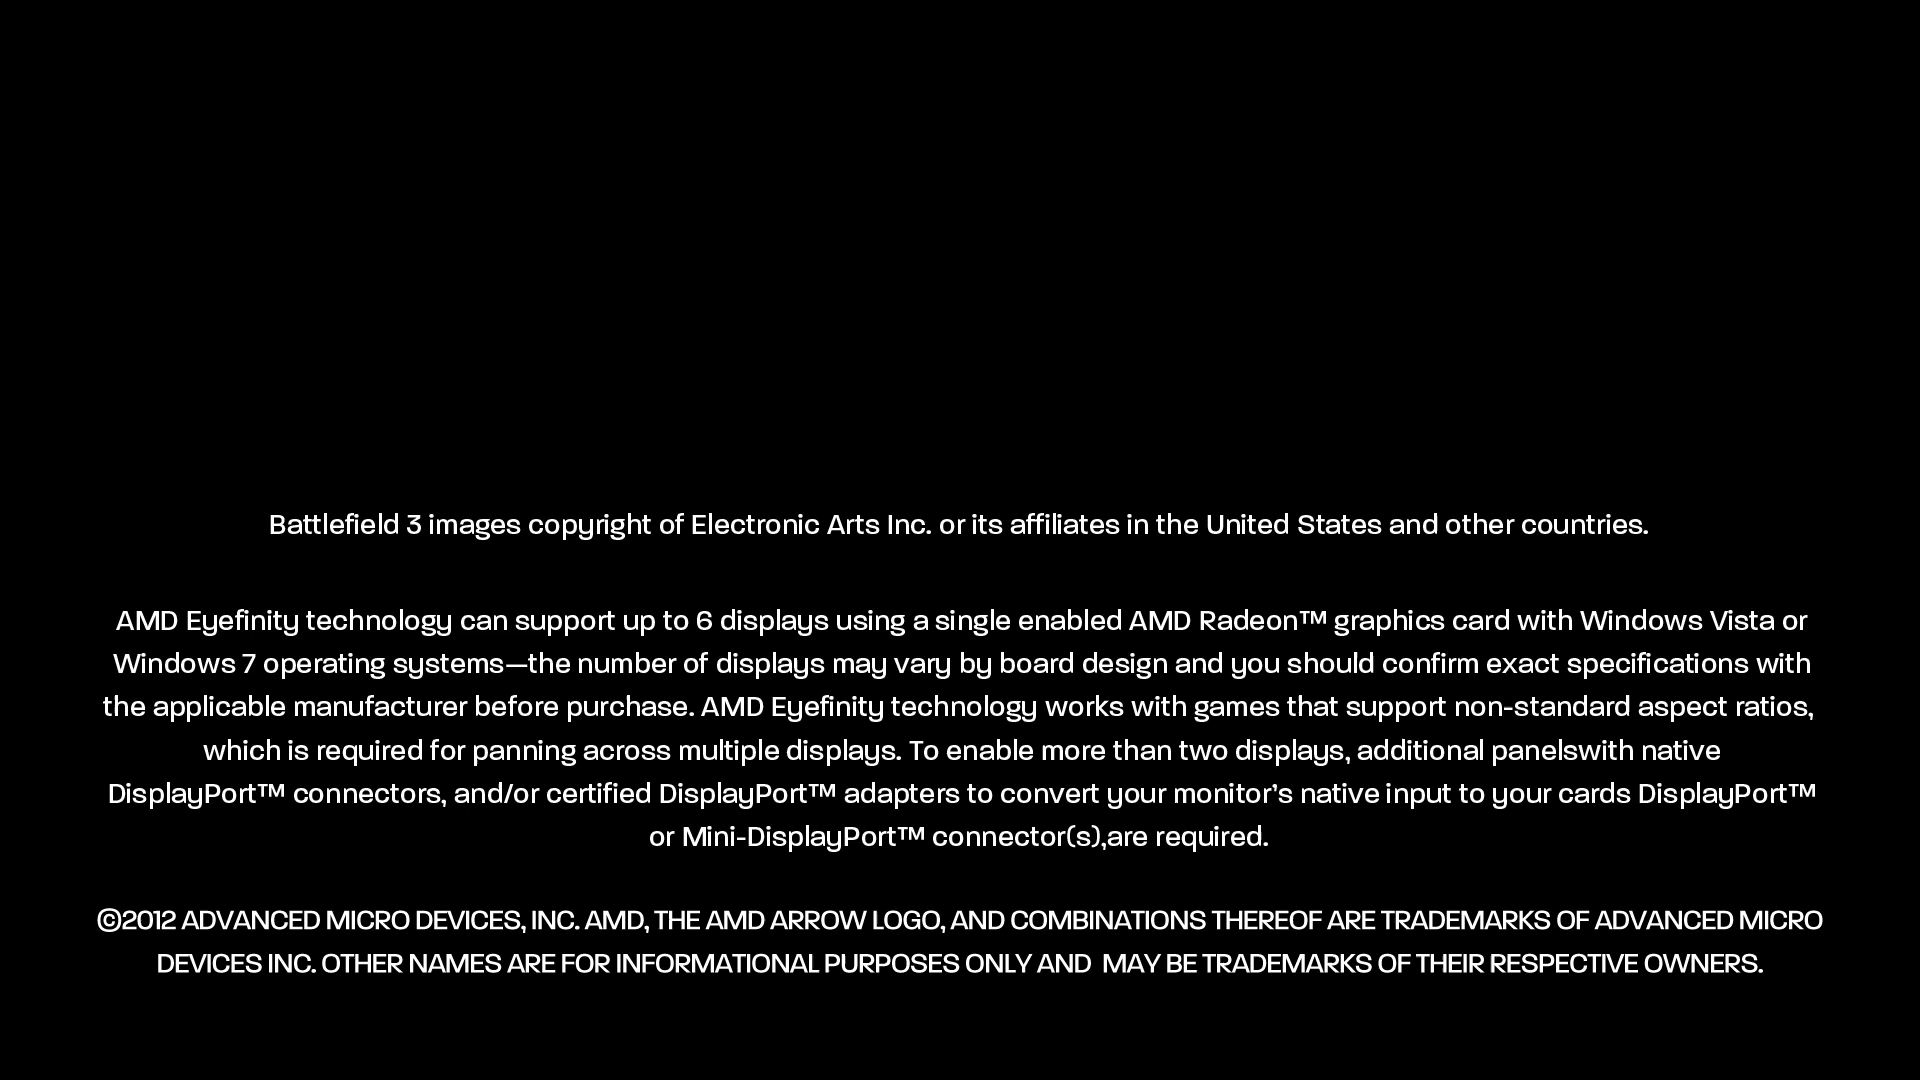 Battlefield 3 images copyright of Electronic Arts Inc. or its affiliates in the United States and other countries.
AMD Eyefinity technology can support up to 6 displays using a single enabled AMD Radeon™ graphics card with Windows Vista or
Windows 7 operating systems—the number of displays may vary by board design and you should confirm exact specifications with
the applicable manufacturer before purchase. AMD Eyefinity technology works with games that support non-standard aspect ratios,
which is required for panning across multiple displays. To enable more than two displays, additional panelswith native
DisplayPort™ connectors, and/or certified DisplayPort™ adapters to convert your monitor’s native input to your cards DisplayPort™
or Mini-DisplayPort™ connector(s),are required.
©2012 ADVANCED MICRO DEVICES, INC. AMD, THE AMD ARROW LOGO, AND COMBINATIONS THEREOF ARE TRADEMARKS OF ADVANCED MICRO
DEVICES INC. OTHER NAMES ARE FOR INFORMATIONAL PURPOSES ONLY AND  MAY BE TRADEMARKS OF THEIR RESPECTIVE OWNERS.